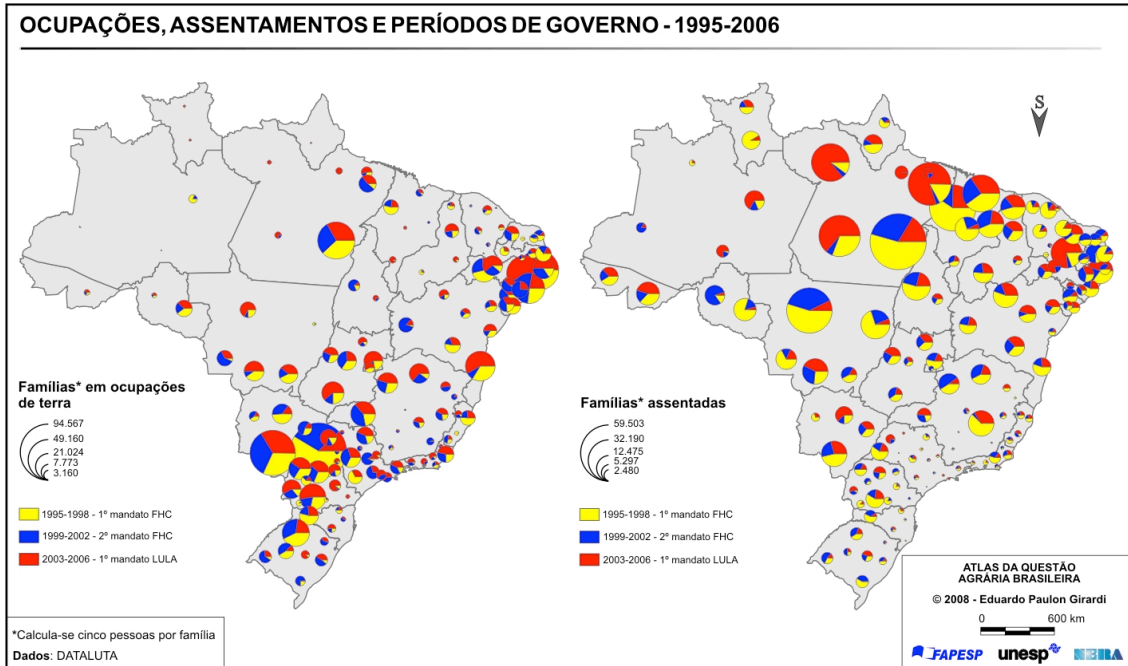 OCUPAÇÕES, ASSENTAMENTOS E PERÍODOS DE GOVERNO - 1995-2006
S
Famílias* em ocupações
de terra
94.567
49.160
21.024
7.773
3.160
1995-1998 - 1º mandato FHC
1999-2002 - 2º mandato FHC
2003-2006 - 1º mandato LULA
Famílias* assentadas
59.503
32.190
12.475
5.297
2.480
1995-1998 - 1º mandato FHC
1999-2002 - 2º mandato FHC
2003-2006 - 1º mandato LULA
*Calcula-se cinco pessoas por família
Dados: DATALUTA
ATLAS DA QUESTÃO
AGRÁRIA BRASILEIRA
© 2008 - Eduardo Paulon Girardi
0 600 km
FAPESP unesp NERA